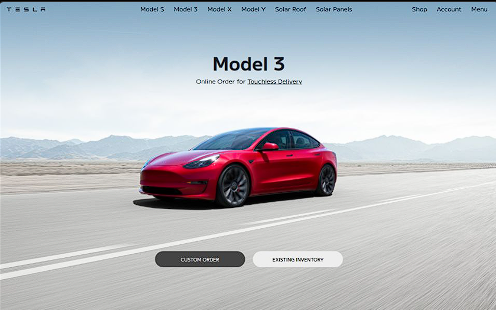 TESLA
Model S Model 3 Model X Model Y Solar Roof Solar Panels
Shop Account Menu
Model 3
Online Order for Touchless Delivery
CUSTOM ORDER
EXISTING INVENTORY